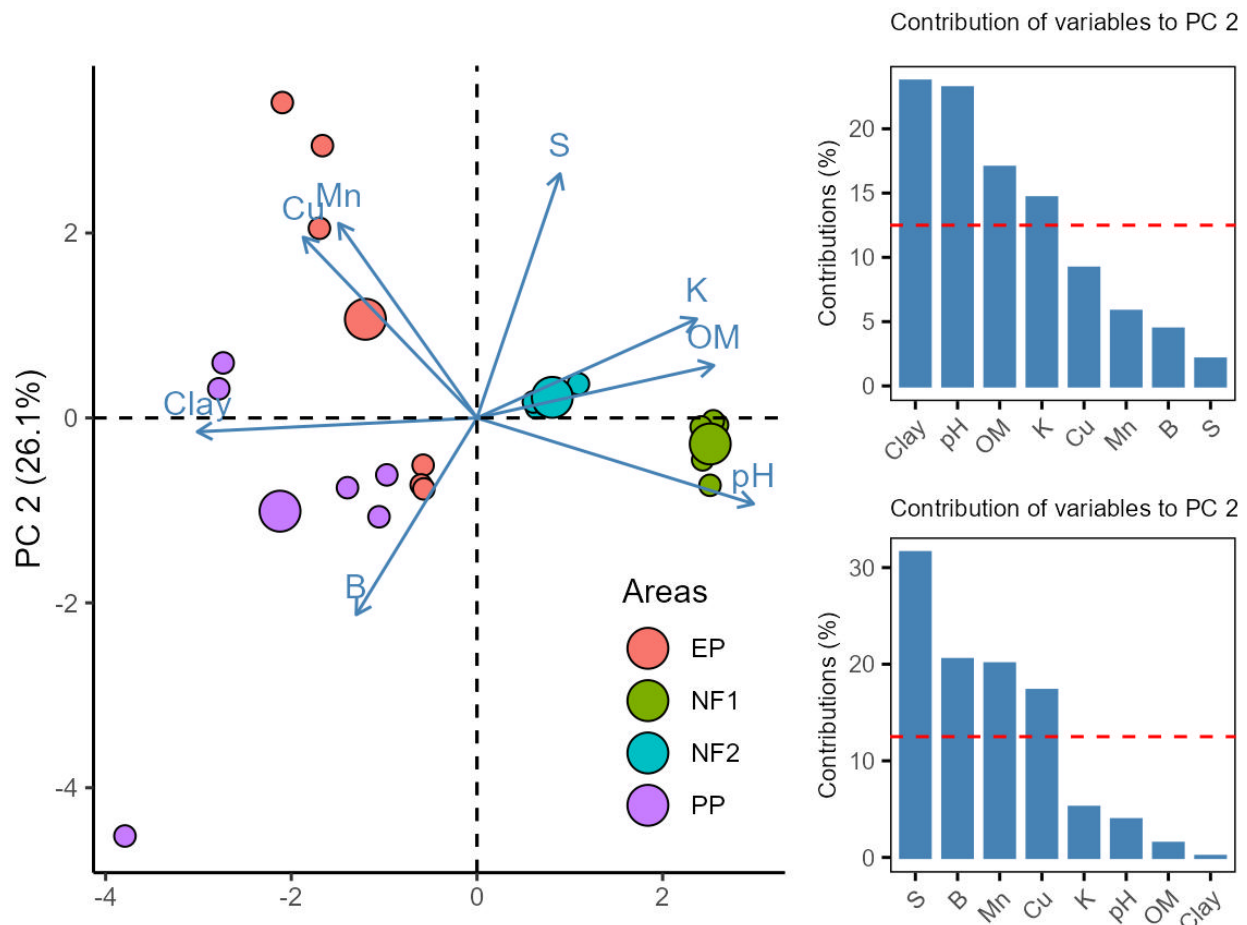 Contribution of variables to PC 2
Contributions (%)
20
15
10
5
0
Clay
pH
OM
K
Cu
Mn
B
S
PC 2 (26.1%)
2
0
-2
-4
-4
-2
0
2
S
Mn
Cu
K
OM
Clay
pH
B
Areas
EP
NF1
NF2
PP
Contribution of variables to PC 2
Contributions (%)
30
20
10
0
S
B
Mn
Cu
K
pH
OM
Clay